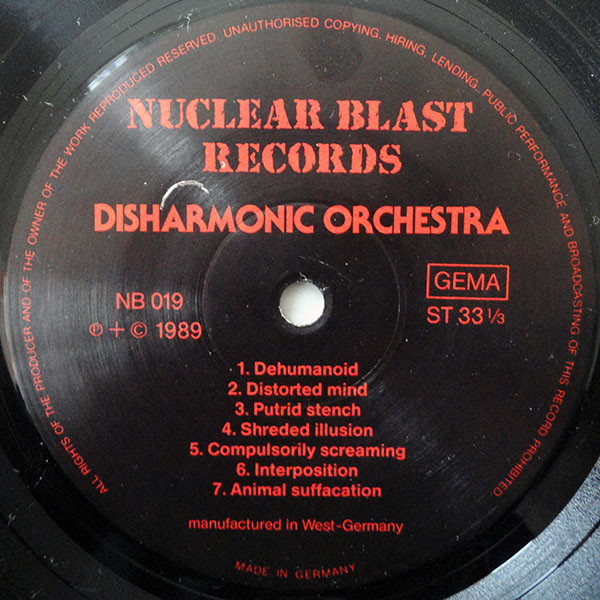 ALL RIGHTS OF THE PRODUCER AND OF THE OWNER OF THE WORK REPRODUCED RESERVED. UNAUTHORISED COPYING, HIRING, LENDING, PUBLIC PERFORMANCE AND BROADCASTING OF THIS RECORD PROHIBITED.
NUCLEAR BLAST
RECORDS
DISHARMONIC ORCHESTRA
NB 019
℗ + © 1989
GEMA
ST 33 1/3
1. Dehumanoid
2. Distorted mind
3. Putrid stench
4. Shreded illusion
5. Compulsorily screaming
6. Interposition
7. Animal suffacation
manufactured in West-Germany
MADE IN GERMANY